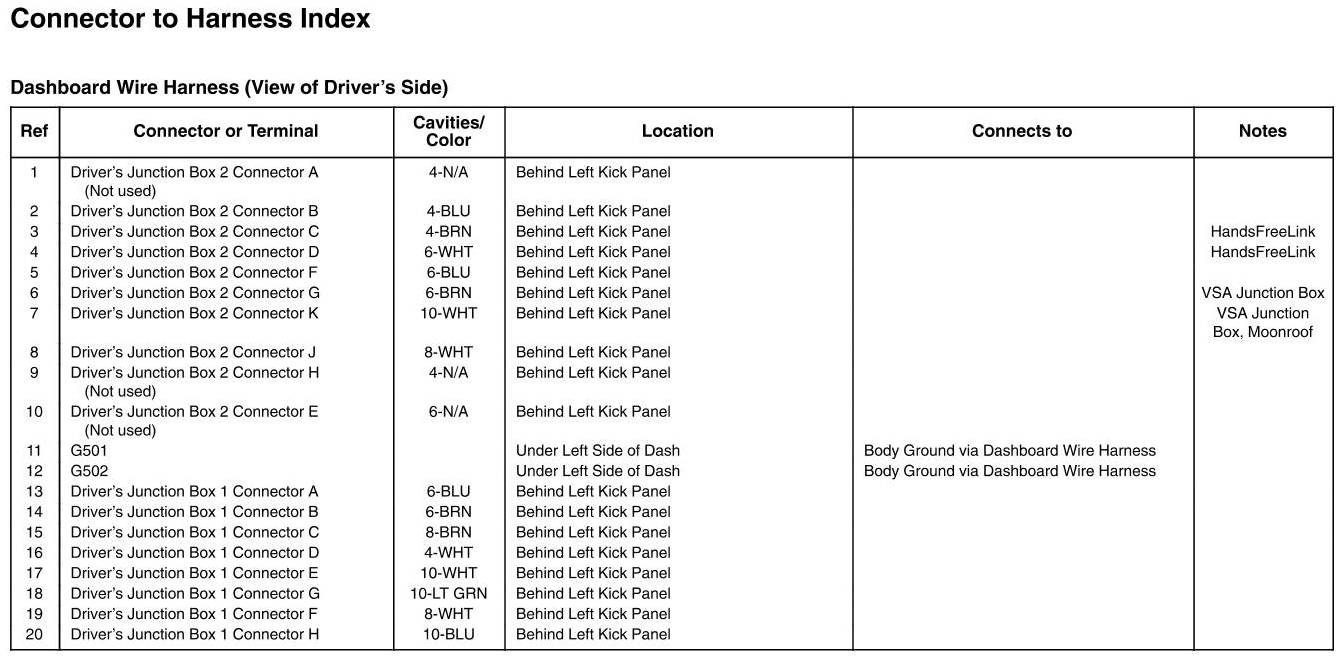 Connector to Harness Index
Dashboard Wire Harness (View of Driver's Side)
Ref Connector or Terminal Cavities/ Color Location Connects to Notes
1 Driver's Junction Box 2 Connector A 4-N/A Behind Left Kick Panel
(Not used)
2 Driver's Junction Box 2 Connector B 4-BLU Behind Left Kick Panel
3 Driver's Junction Box 2 Connector C 4-BRN Behind Left Kick Panel HandsFreeLink
4 Driver's Junction Box 2 Connector D 6-WHT Behind Left Kick Panel HandsFreeLink
5 Driver's Junction Box 2 Connector F 6-BLU Behind Left Kick Panel
6 Driver's Junction Box 2 Connector G 6-BRN Behind Left Kick Panel VSA Junction Box
7 Driver's Junction Box 2 Connector K 10-WHT Behind Left Kick Panel VSA Junction
Box, Moonroof
8 Driver's Junction Box 2 Connector J 8-WHT Behind Left Kick Panel
9 Driver's Junction Box 2 Connector H 4-N/A Behind Left Kick Panel
(Not used)
10 Driver's Junction Box 2 Connector E 6-N/A Behind Left Kick Panel
(Not used)
11 G501 Under Left Side of Dash Body Ground via Dashboard Wire Harness
12 G502 Under Left Side of Dash Body Ground via Dashboard Wire Harness
13 Driver's Junction Box 1 Connector A 6-BLU Behind Left Kick Panel
14 Driver's Junction Box 1 Connector B 6-BRN Behind Left Kick Panel
15 Driver's Junction Box 1 Connector C 8-BRN Behind Left Kick Panel
16 Driver's Junction Box 1 Connector D 4-WHT Behind Left Kick Panel
17 Driver's Junction Box 1 Connector E 10-WHT Behind Left Kick Panel
18 Driver's Junction Box 1 Connector G 10-LT GRN Behind Left Kick Panel
19 Driver's Junction Box 1 Connector F 8-WHT Behind Left Kick Panel
20 Driver's Junction Box 1 Connector H 10-BLU Behind Left Kick Panel